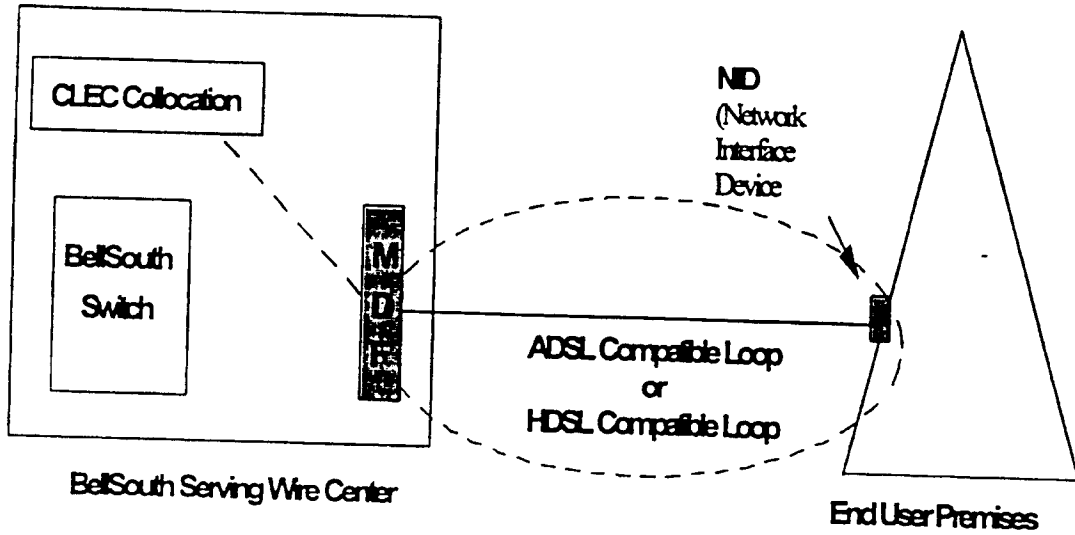 CLEC Collocation
BellSouth
Switch
M
D
F
NID
(Network
Interface
Device
ADSL Compatible Loop
or
HDSL Compatible Loop
BellSouth Serving Wire Center
End User Premises